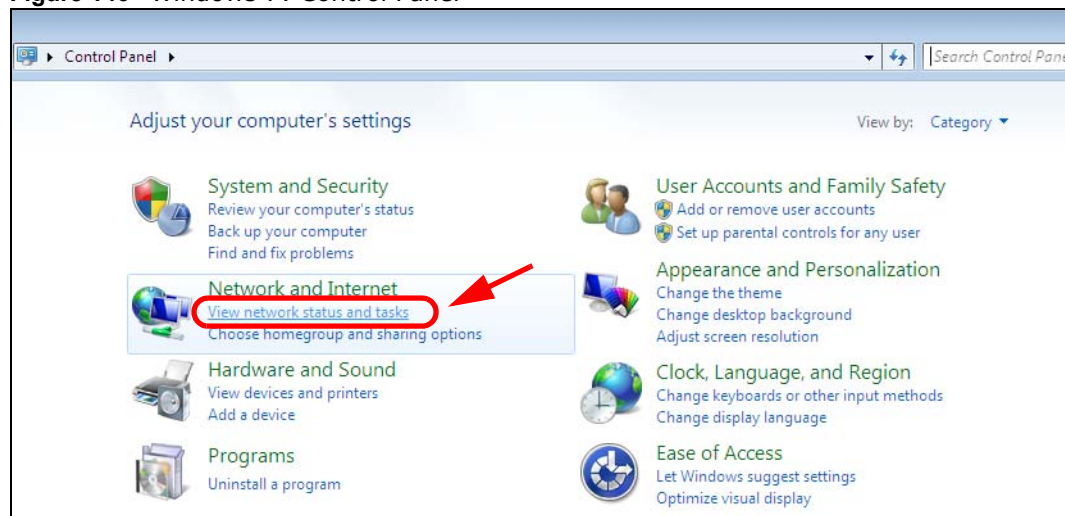 Control Panel
Search Control Pane
Adjust your computer's settings
View by: Category
System and Security
Review your computer's status
Back up your computer
Find and fix problems
Network and Internet
View network status and tasks
Choose homegroup and sharing options
Hardware and Sound
View devices and printers
Add a device
Programs
Uninstall a program
User Accounts and Family Safety
Add or remove user accounts
Set up parental controls for any user
Appearance and Personalization
Change the theme
Change desktop background
Adjust screen resolution
Clock, Language, and Region
Change keyboards or other input methods
Change display language
Ease of Access
Let Windows suggest settings
Optimize visual display